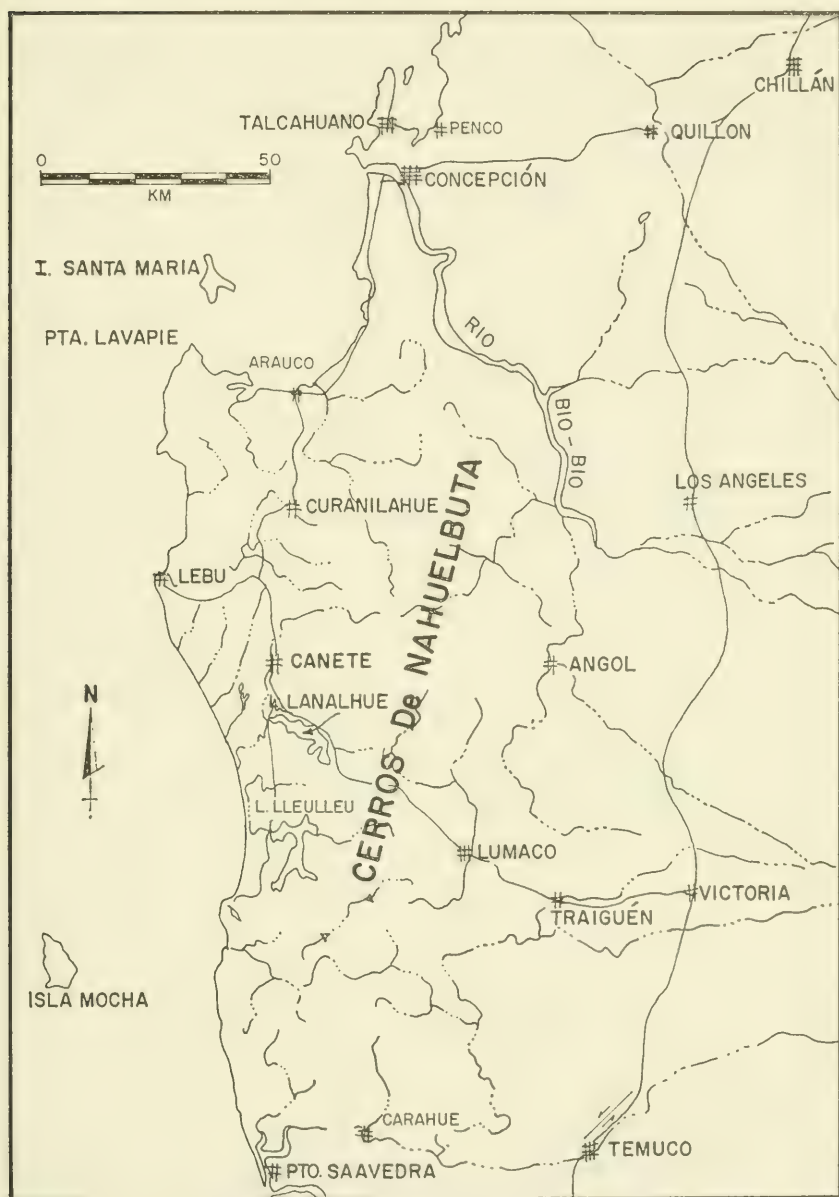 CHILLÁN
TALCAHUANO
PENCO
QUILLON
0 50
KM
CONCEPCIÓN
I. SANTA MARIA
PTA. LAVAPIE
RIO
ARAUCO
BIO-BIO
LOS ANGELES
CURANILAHUE
LEBU
CERROS De NAHUELBUTA
CANETE
ANGOL
N
L. LANALHUE
L. LLEULLEU
LUMACO
VICTORIA
TRAIGUÉN
ISLA MOCHA
CARAHUE
TEMUCO
PTO. SAAVEDRA